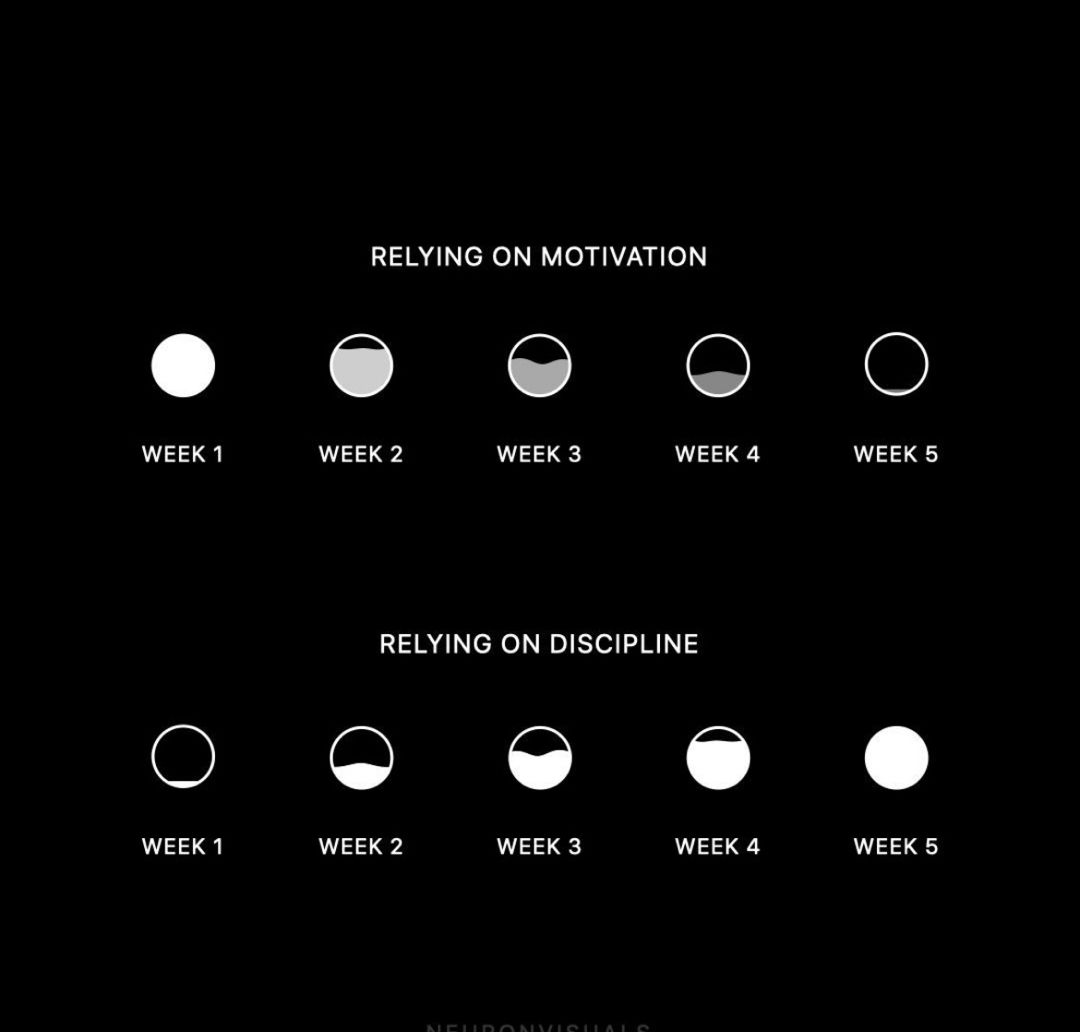 RELYING ON MOTIVATION
WEEK 1 WEEK 2 WEEK 3 WEEK 4 WEEK 5
RELYING ON DISCIPLINE
WEEK 1 WEEK 2 WEEK 3 WEEK 4 WEEK 5
NEURONVISUALS